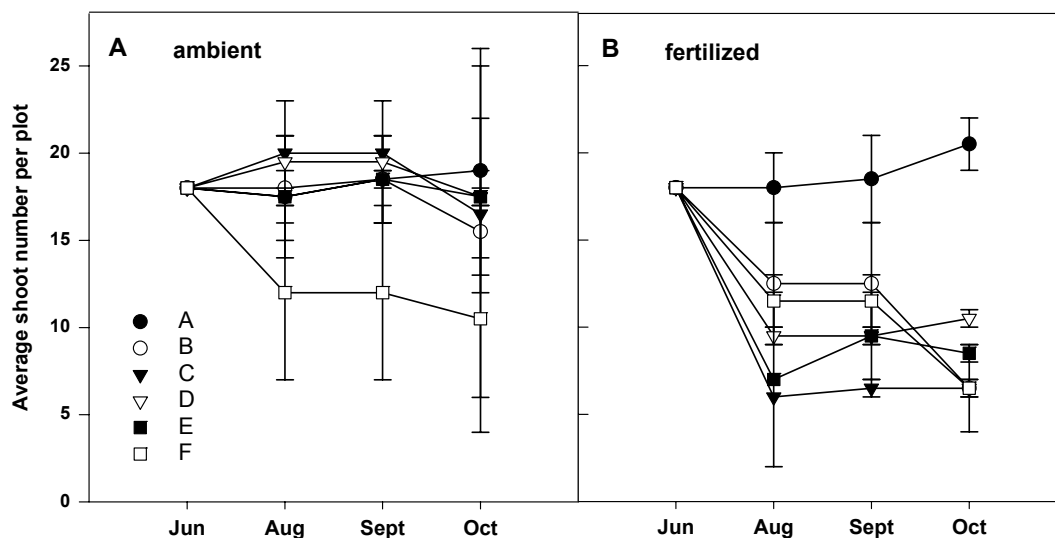 A ambient
B fertilized
Average shoot number per plot
25
20
15
10
5
0
A
B
C
D
E
F
Jun Aug Sept Oct
Jun Aug Sept Oct